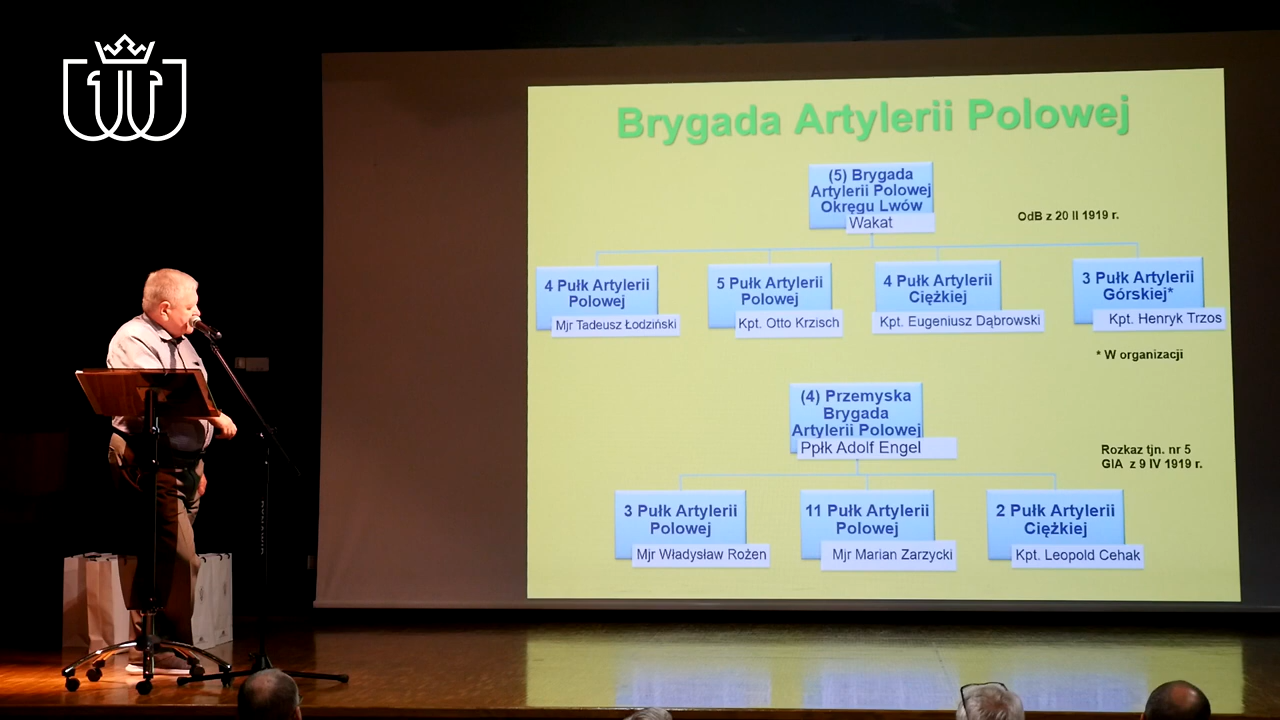 Brygada Artylerii Polowej
(5) Brygada
Artylerii Polowej
Okręgu Lwów
Wakat
OdB z 20 II 1919 r.
4 Pułk Artylerii
Polowej
Mjr Tadeusz Łodziński
5 Pułk Artylerii
Polowej
Kpt. Otto Krzisch
4 Pułk Artylerii
Ciężkiej
Kpt. Eugeniusz Dąbrowski
3 Pułk Artylerii
Górskiej*
Kpt. Henryk Trzos
* W organizacji
(4) Przemyska
Brygada
Artylerii Polowej
Ppłk Adolf Engel
Rozkaz tjn. nr 5
GIA z 9 IV 1919 r.
3 Pułk Artylerii
Polowej
Mjr Władysław Rożen
11 Pułk Artylerii
Polowej
Mjr Marian Zarzycki
2 Pułk Artylerii
Ciężkiej
Kpt. Leopold Cehak